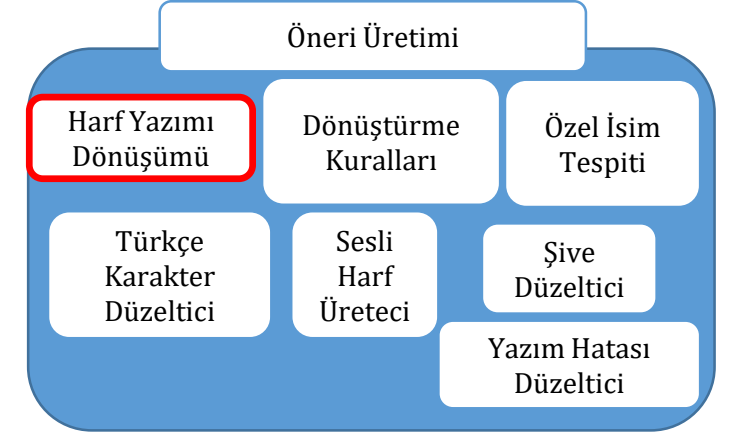 Öneri Üretimi
Harf Yazımı
Dönüşümü
Dönüştürme
Kuralları
Özel İsim
Tespiti
Türkçe
Karakter
Düzeltici
Sesli
Harf
Üreteci
Şive
Düzeltici
Yazım Hatası
Düzeltici